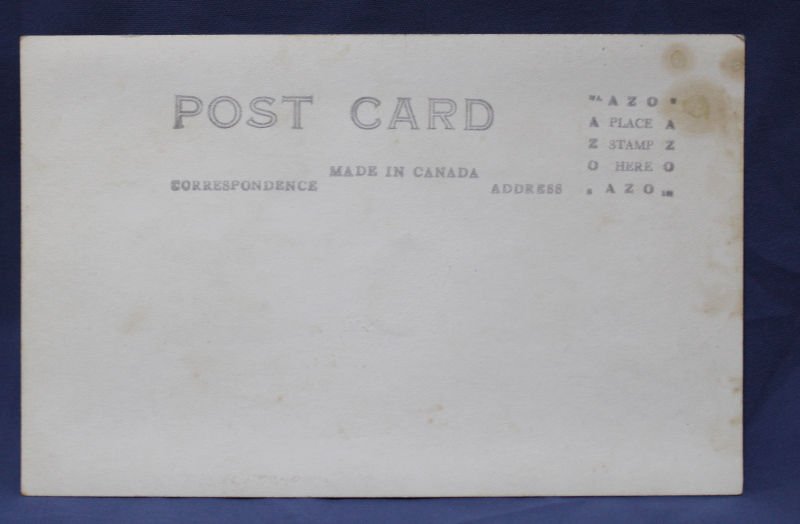 POST CARD
MADE IN CANADA
CORRESPONDENCE
ADDRESS
AZO
A PLACE A
Z STAMP Z
O HERE O
AZO